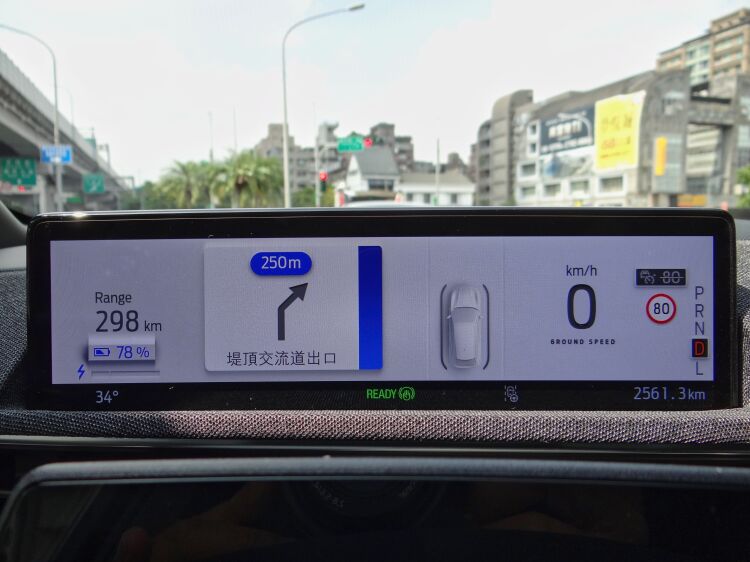 250m
km/h
80
Range
298 km
0
80
P
R
N
D
L
GROUND SPEED
78 %
堤頂交流道出口
34°
READY
2561.3km